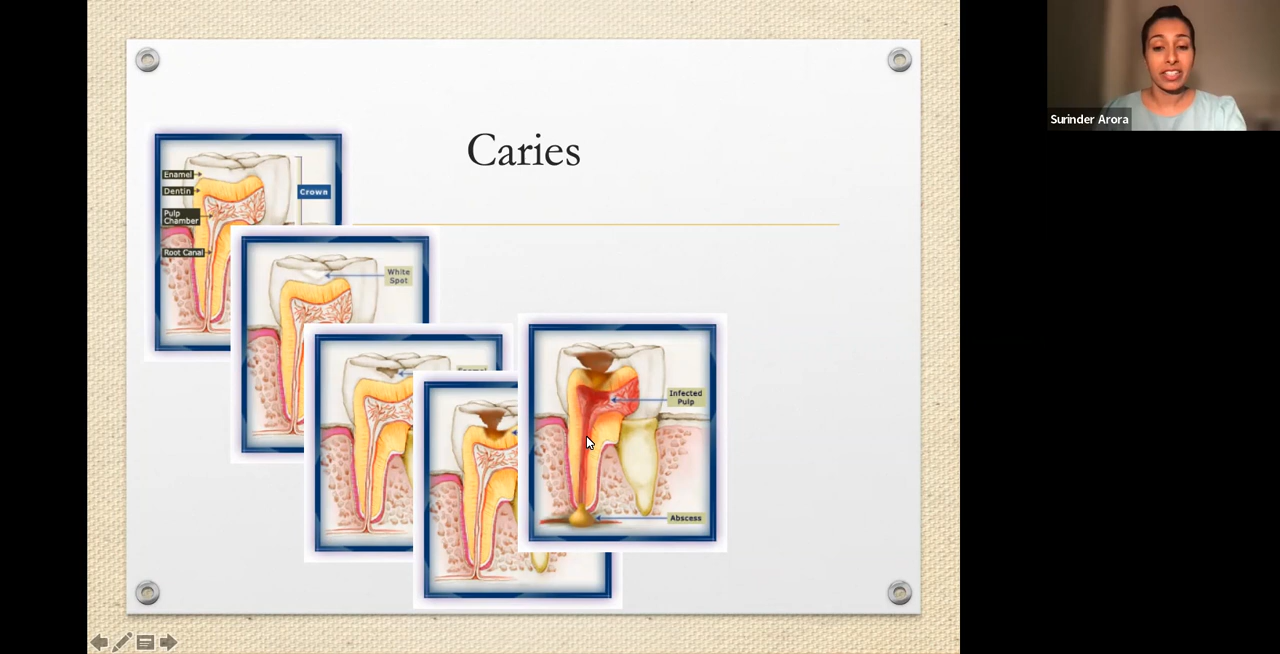 Surinder Arora
Caries
Enamel
Dentin
Pulp
Chamber
Root Canal
Crown
White
Spot
Infected
Pulp
Abscess